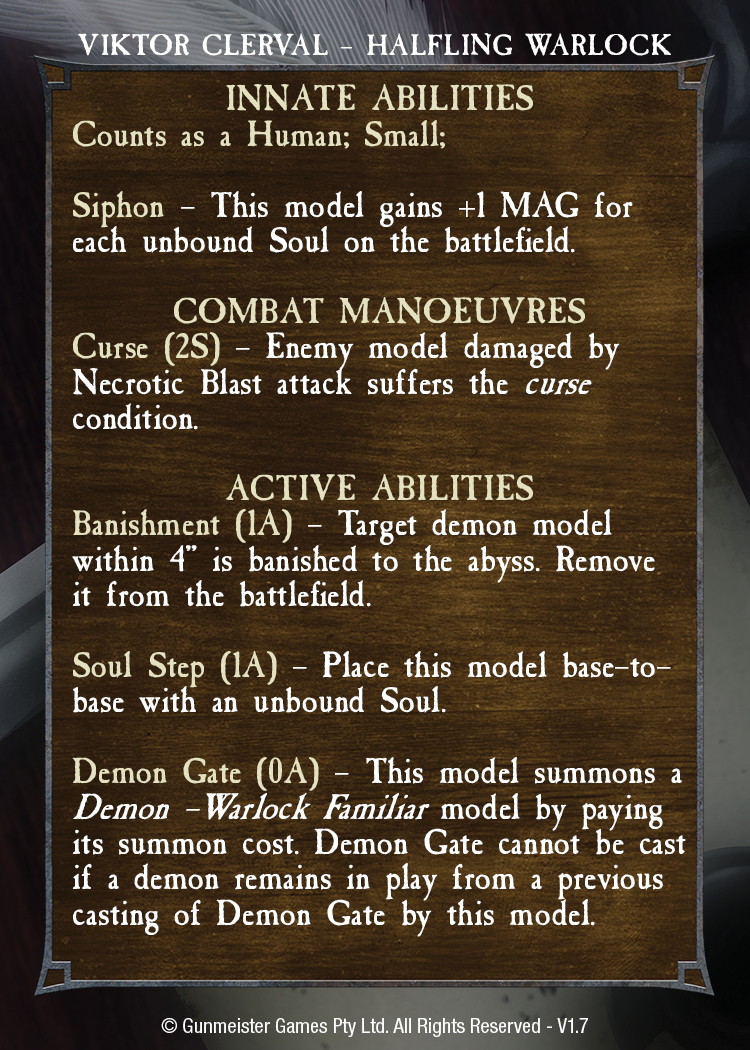 VIKTOR CLERVAL – HALFLING WARLOCK
INNATE ABILITIES
Counts as a Human; Small;
Siphon – This model gains +1 MAG for
each unbound Soul on the battlefield.
COMBAT MANOEUVRES
Curse (2S) – Enemy model damaged by
Necrotic Blast attack suffers the curse
condition.
ACTIVE ABILITIES
Banishment (1A) – Target demon model
within 4” is banished to the abyss. Remove
it from the battlefield.
Soul Step (1A) – Place this model base-to-
base with an unbound Soul.
Demon Gate (0A) – This model summons a
Demon –Warlock Familiar model by paying
its summon cost. Demon Gate cannot be cast
if a demon remains in play from a previous
casting of Demon Gate by this model.
© Gunmeister Games Pty Ltd. All Rights Reserved - V1.7